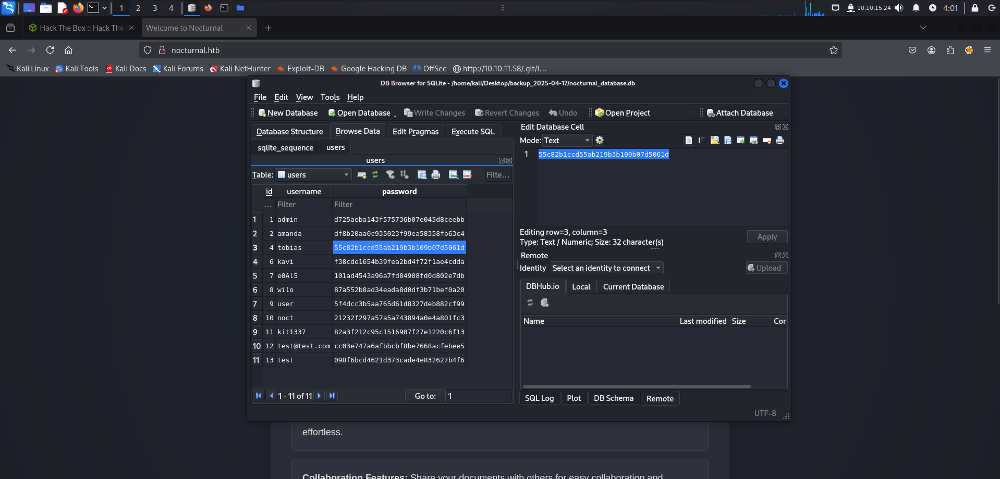 1 2 3 4 10.10.15.24 4:01
Hack The Box :: Hack The Welcome to Nocturnal
nocturnal.htb
Kali Linux Kali Tools Kali Docs Kali Forums Kali NetHunter Exploit-DB Google Hacking DB OffSec http://10.10.11.58/.git/l…
DB Browser for SQLite - /home/kali/Desktop/backup_2025-04-17/nocturnal_database.db
File Edit View Tools Help
New Database Open Database Write Changes Revert Changes Undo Open Project Attach Database
Database Structure Browse Data Edit Pragmas Execute SQL
sqlite_sequence users
users
Table: users Filte…
id username password
… Filter Filter
1 1 admin d725aeba143f575736b07e045d8ceebb
2 2 amanda df8b20aa0c935023f99ea58358fb63c4
3 4 tobias 55c82b1ccd55ab219b3b109b07d5061d
4 6 kavi f38cde1654b39fea2bd4f72f1ae4cdda
5 7 e0Al5 101ad4543a96a7fd84908fd0d802e7db
6 8 wilo 87a552b8ad34eada8d0df3b71bef0a20
7 9 user 5f4dcc3b5aa765d61d8327deb882cf99
8 10 noct 21232f297a57a5a743894a0e4a801fc3
9 11 kit1337 82a3f212c95c1516907f27e1220c6f13
10 12 test@test.com cc03e747a6afbbcbf8be7668acfebee5
11 13 test 098f6bcd4621d373cade4e832627b4f6
1 - 11 of 11 Go to: 1
Edit Database Cell
Mode: Text
1 55c82b1ccd55ab219b3b109b07d5061d
Editing row=3, column=3
Type: Text / Numeric; Size: 32 character(s)
Apply
Remote
Identity Select an identity to connect Upload
DBHub.io Local Current Database
Name Last modified Size Cor
SQL Log Plot DB Schema Remote
UTF-8
effortless.
Collaboration Features: Share your documents with others for easy collaboration and